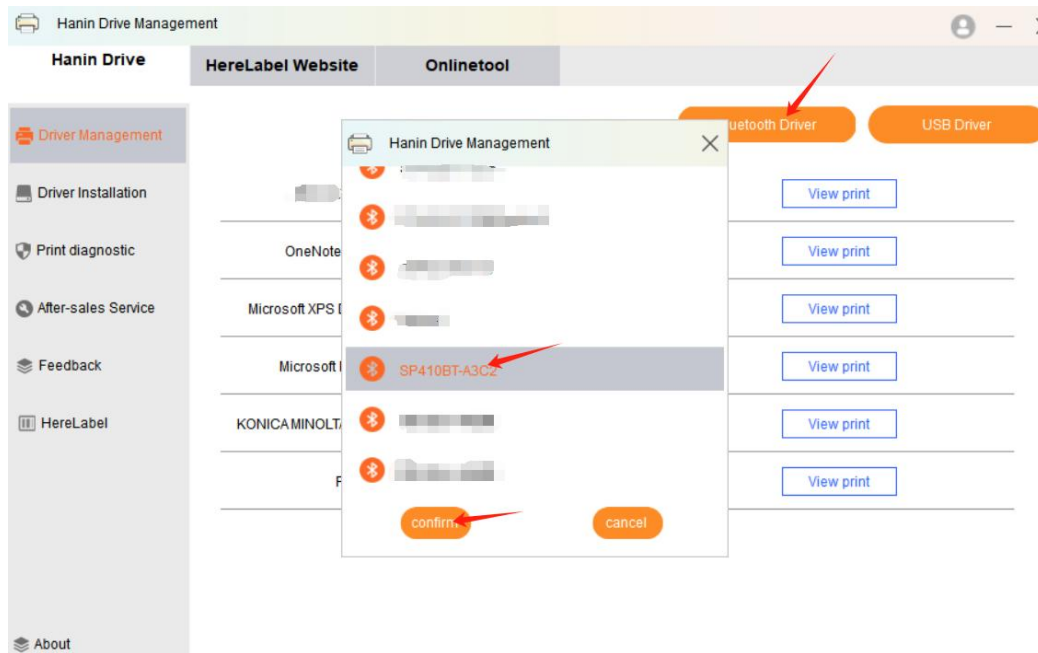 Hanin Drive Management
Hanin Drive
HereLabel Website
Onlinetool
Driver Management
Driver Installation
Print diagnostic
After-sales Service
Feedback
HereLabel
About
uetooth Driver
USB Driver
Hanin Drive Management
View print
OneNote
View print
Microsoft XPS
View print
SP410BT-A3C2
Microsoft
View print
KONICA MINOLTA
View print
F
View print
confirm
cancel